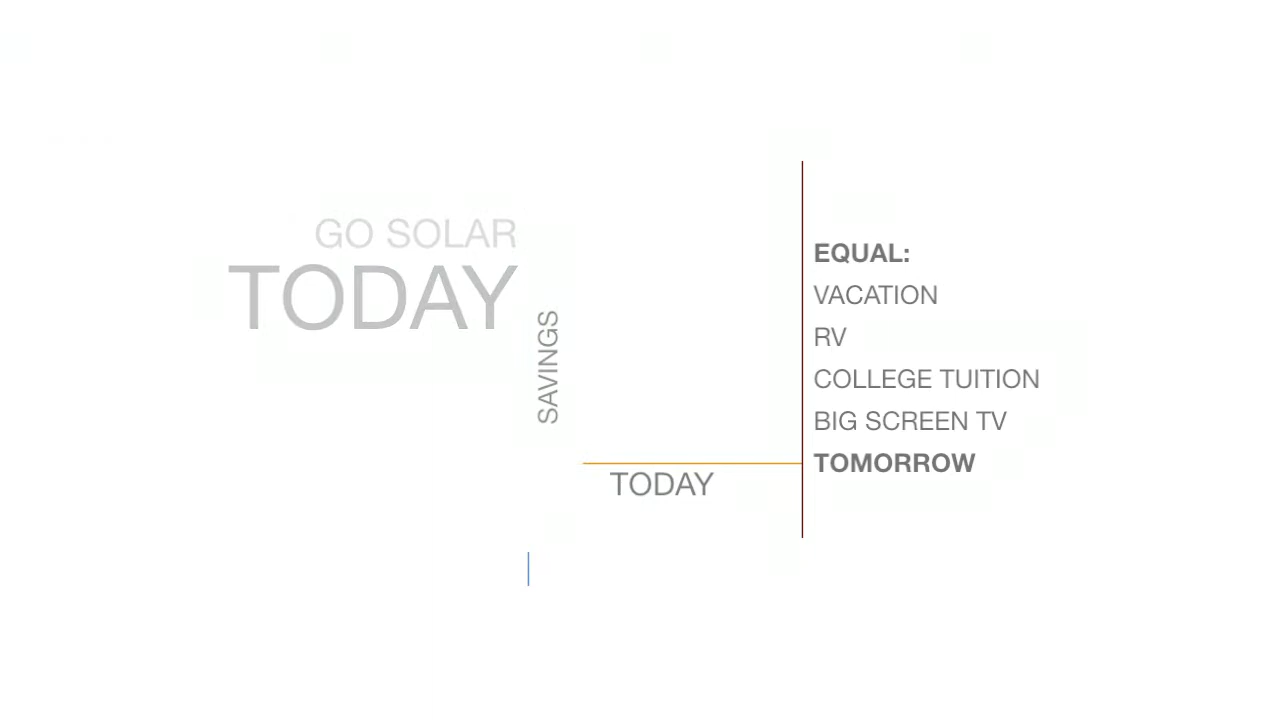 GO SOLAR
TODAY
SAVINGS
TODAY
EQUAL:
VACATION
RV
COLLEGE TUITION
BIG SCREEN TV
TOMORROW